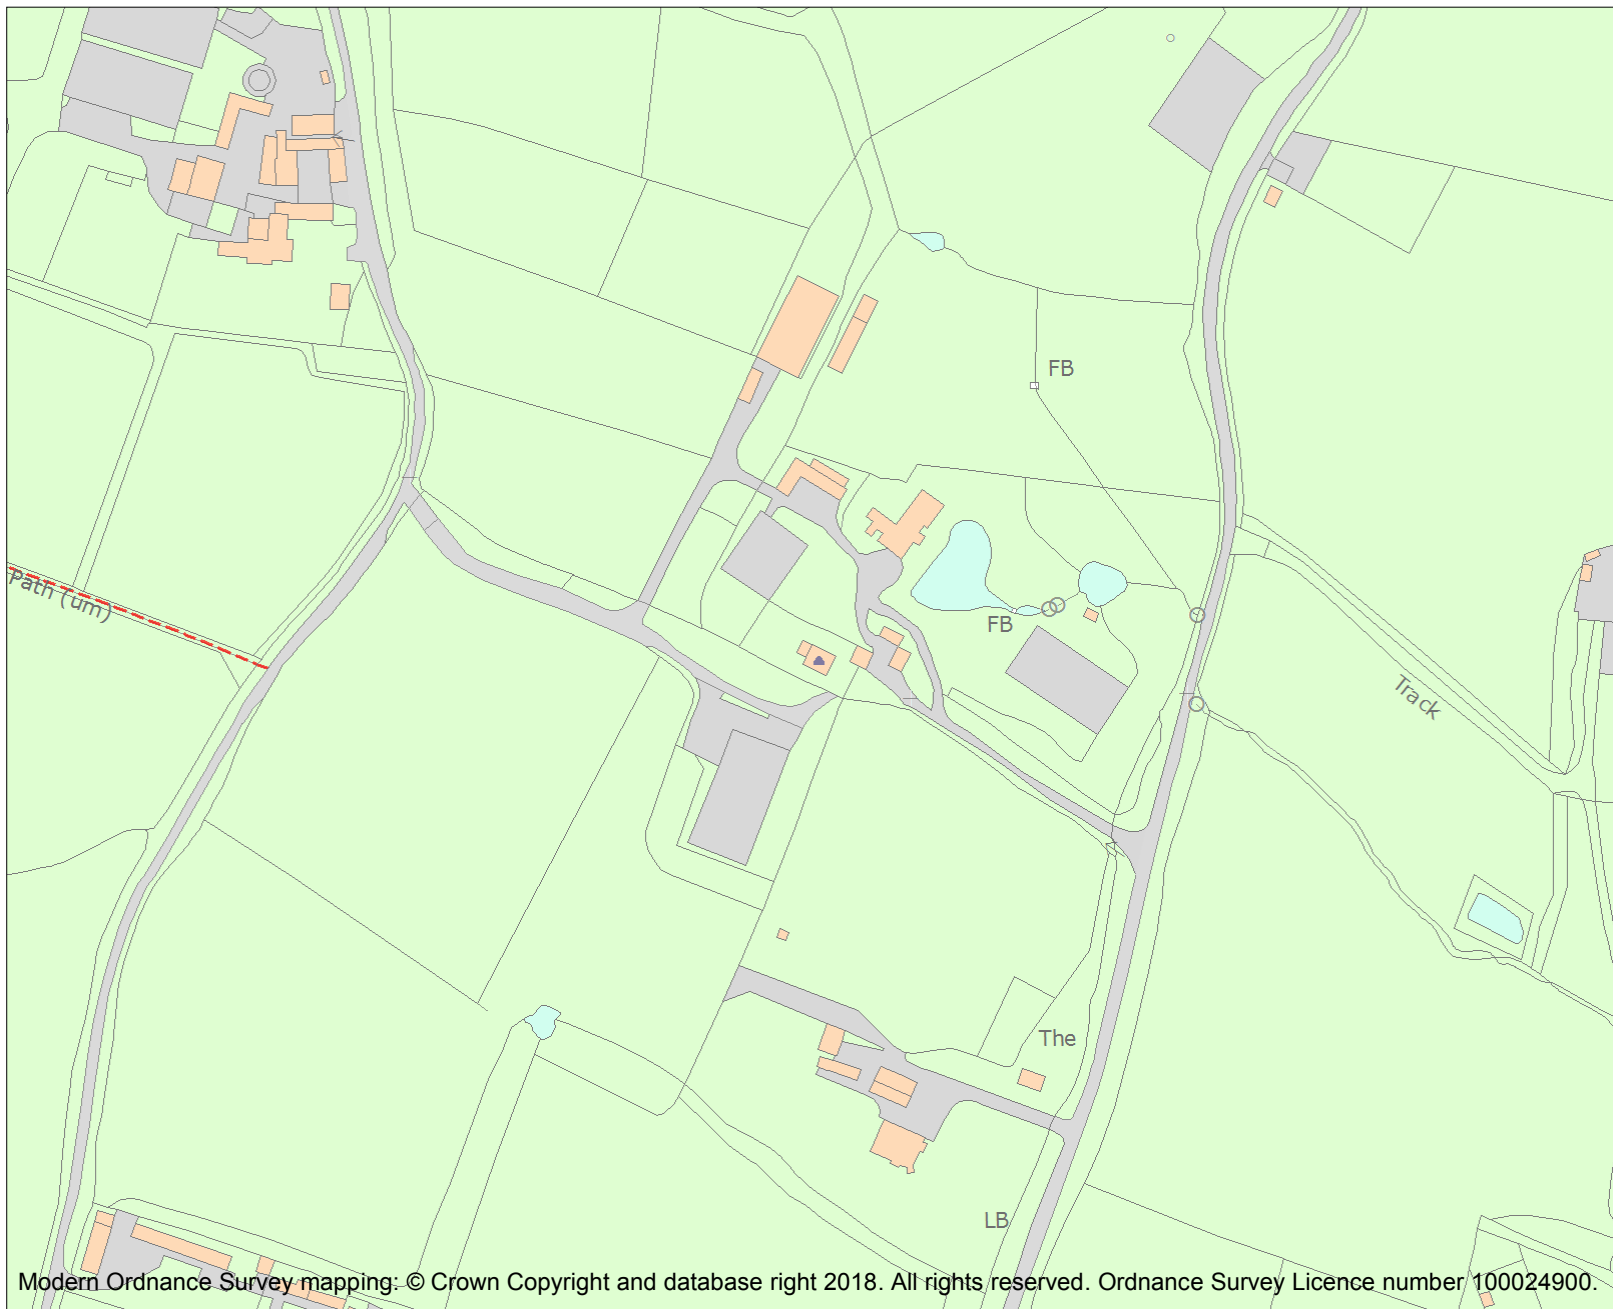 FB
Path (um)
FB
Track
The
LB
Modern Ordnance Survey mapping: © Crown Copyright and database right 2018. All rights reserved. Ordnance Survey Licence number 100024900.